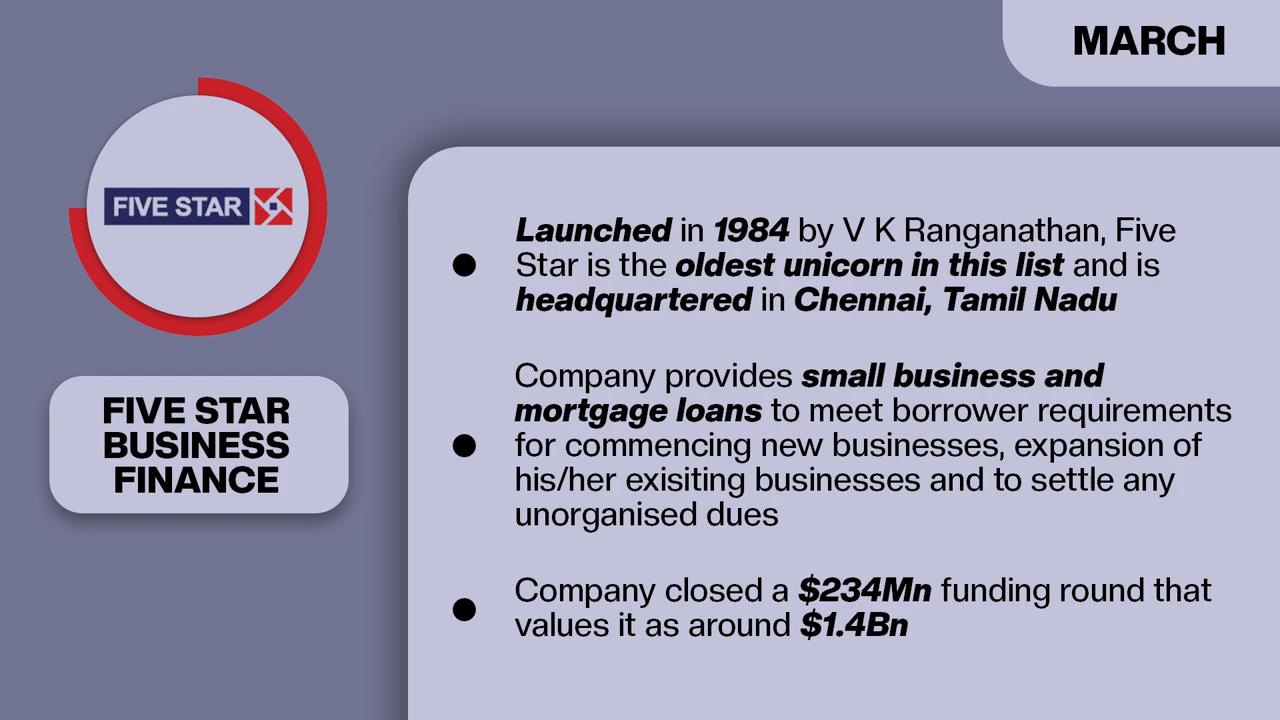 MARCH
FIVE STAR
FIVE STAR
BUSINESS
FINANCE
Launched in 1984 by V K Ranganathan, Five
Star is the oldest unicorn in this list and is
headquartered in Chennai, Tamil Nadu
Company provides small business and
mortgage loans to meet borrower requirements
for commencing new businesses, expansion of
his/her exisiting businesses and to settle any
unorganised dues
Company closed a $234Mn funding round that
values it as around $1.4Bn